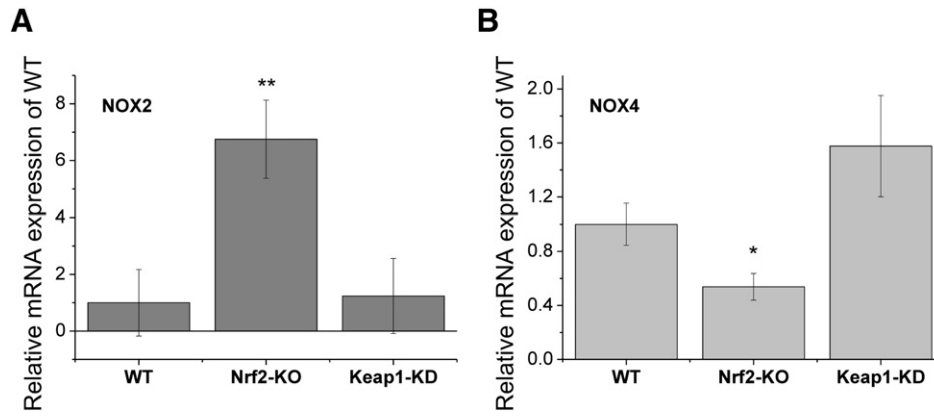 A
Relative mRNA expression of WT
8
6
4
2
0
NOX2
**
WT Nrf2-KO Keap1-KD
B
Relative mRNA expression of WT
2.0
1.6
1.2
0.8
0.4
0.0
NOX4
*
WT Nrf2-KO Keap1-KD